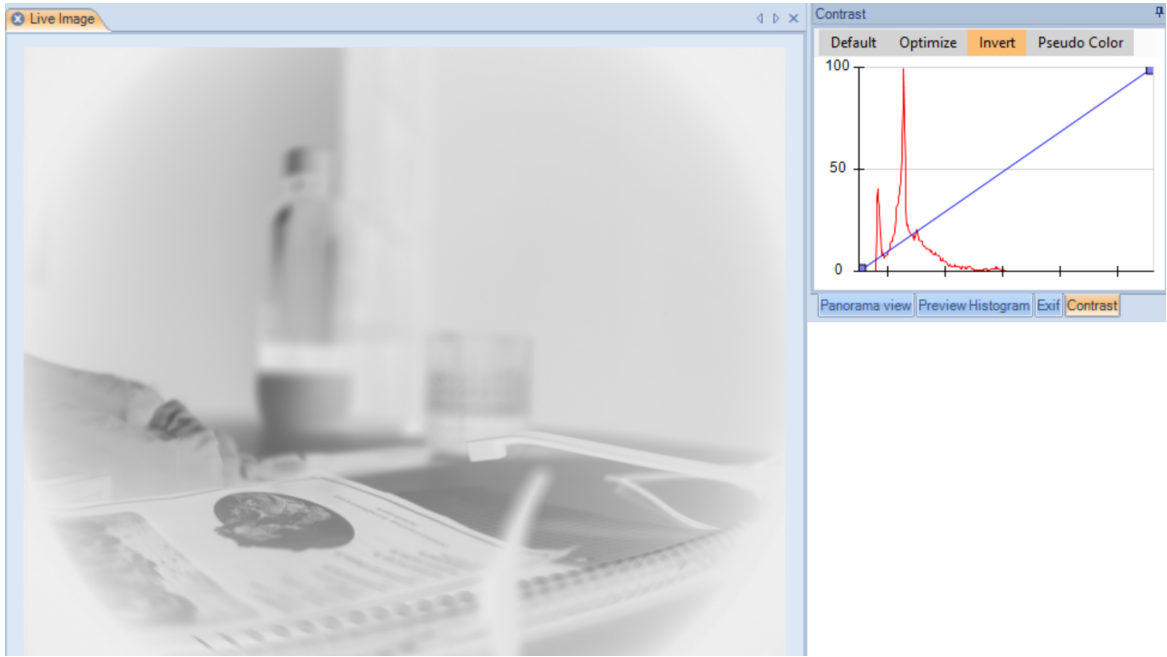 Live Image
Contrast
Default Optimize Invert Pseudo Color
100
50
0
Panorama view Preview Histogram Exif Contrast